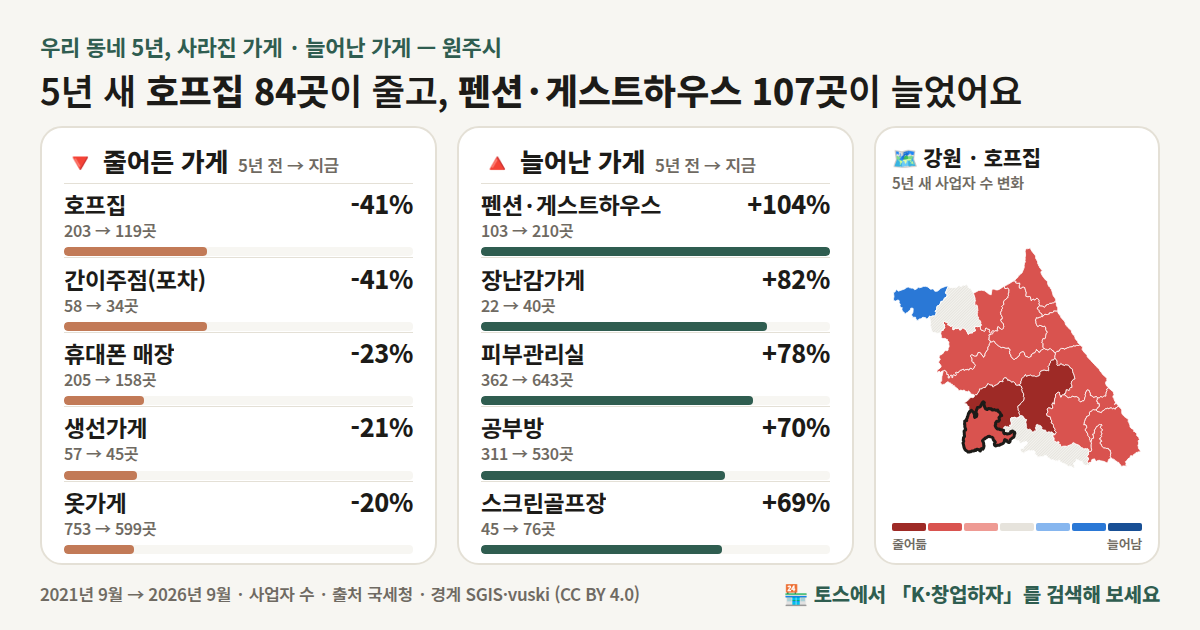 우리 동네 5년, 사라진 가게 · 늘어난 가게 — 원주시
5년 새 호프집 84곳이 줄고, 펜션·게스트하우스 107곳이 늘었어요
🔻 줄어든 가게 5년 전 → 지금
호프집 -41%
203 → 119곳
간이주점(포차) -41%
58 → 34곳
휴대폰 매장 -23%
205 → 158곳
생선가게 -21%
57 → 45곳
옷가게 -20%
753 → 599곳
🔺 늘어난 가게 5년 전 → 지금
펜션·게스트하우스 +104%
103 → 210곳
장난감가게 +82%
22 → 40곳
피부관리실 +78%
362 → 643곳
공부방 +70%
311 → 530곳
스크린골프장 +69%
45 → 76곳
🗺️ 강원 · 호프집
5년 새 사업자 수 변화
줄어듦 늘어남
2021년 9월 → 2026년 9월 · 사업자 수 · 출처 국세청 · 경계 SGIS·vuski (CC BY 4.0)
🏪 토스에서 「K·창업하자」를 검색해 보세요